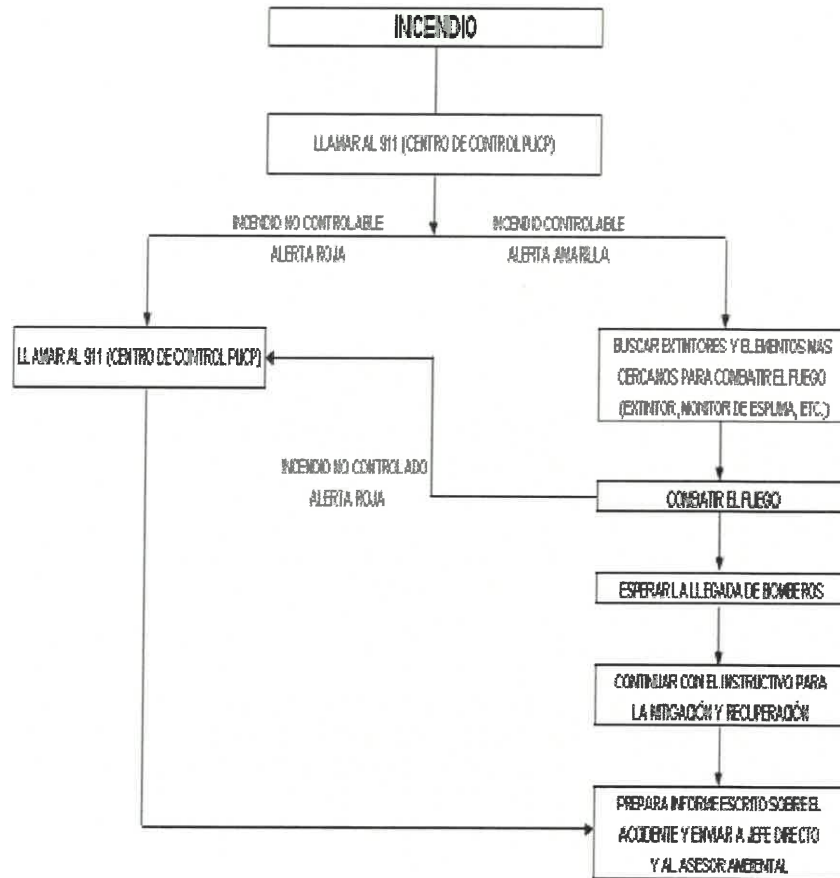 INCENDIO
LLAMAR AL 911 (CENTRO DE CONTROL PUCP)
INCENDIO NO CONTROLABLE
ALERTA ROJA
INCENDIO CONTROLABLE
ALERTA AMARILLA
LLAMAR AL 911 (CENTRO DE CONTROL PUCP)
BUSCAR EXTINTORES Y ELEMENTOS MAS
CERCANOS PARA COMBATIR EL FUEGO
(EXTINTOR, MONITOR DE ESPUMA, ETC.)
INCENDIO NO CONTROLADO
ALERTA ROJA
COMBATIR EL FUEGO
ESPERAR LA LLEGADA DE BOMBEROS
CONTINUAR CON EL INSTRUCTIVO PARA
LA MITIGACIÓN Y RECUPERACIÓN
PREPARA INFORME ESCRITO SOBRE EL
ACCIDENTE Y ENVIAR A JEFE DIRECTO
Y AL ASESOR AMBIENTAL